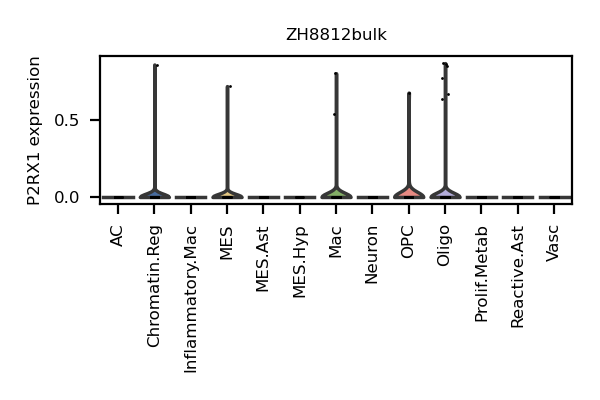 ZH8812bulk
P2RX1 expression
0.5
0.0
AC
Chromatin.Reg
Inflammatory.Mac
MES
MES.Ast
MES.Hyp
Mac
Neuron
OPC
Oligo
Prolif.Metab
Reactive.Ast
Vasc